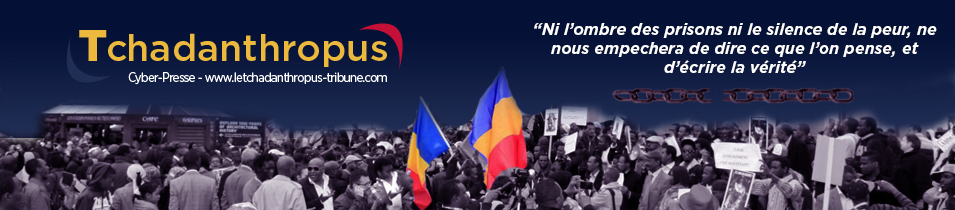 Tchadanthropus
Cyber-Presse - www.letchadanthropus-tribune.com
“Ni l’ombre des prisons ni le silence de la peur, ne
nous empechera de dire ce que l’on pense, et
d’écrire la vérité”